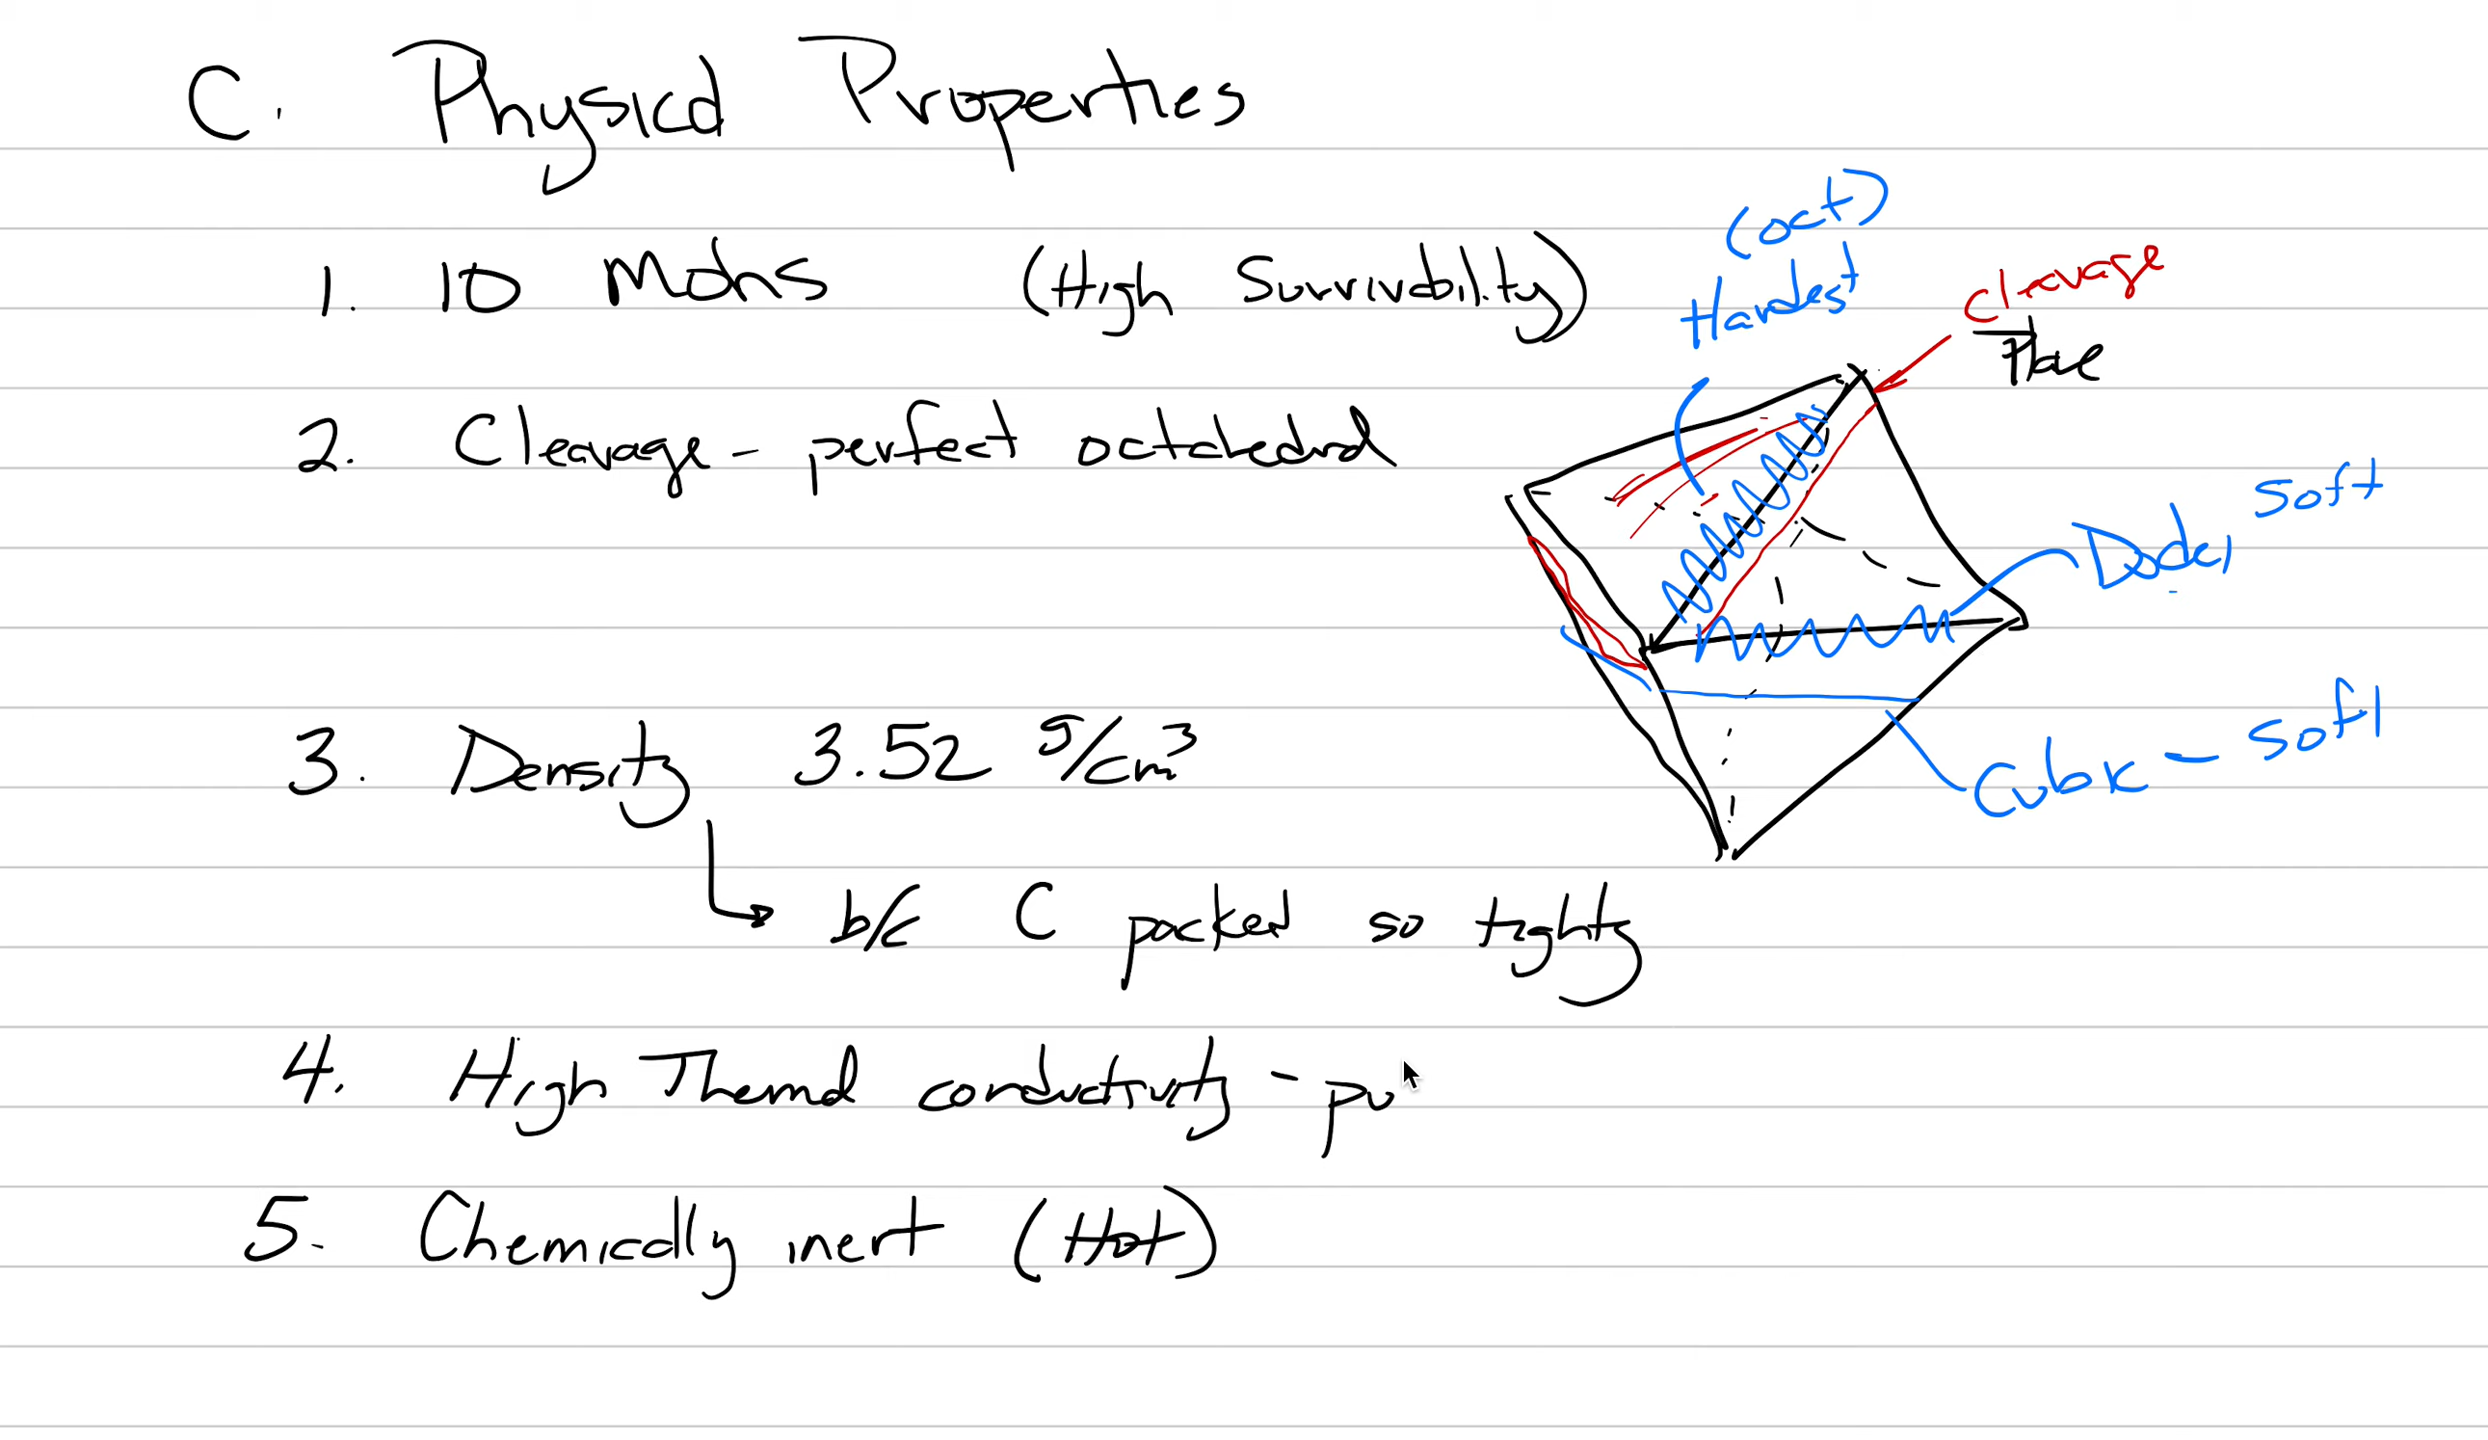 C. Physical Properties
(oct)
Hardest
cleavage
Plane
1. 10 Mohs (High Survivability)
2. Cleavage - perfect octahedral
Soft
Dodec
3. Density 3.52 g/cm³
Cubic - Soft
b/c C packed so tightly
4. High Thermal conductivity - pu
5. Chemically inert (Hot)